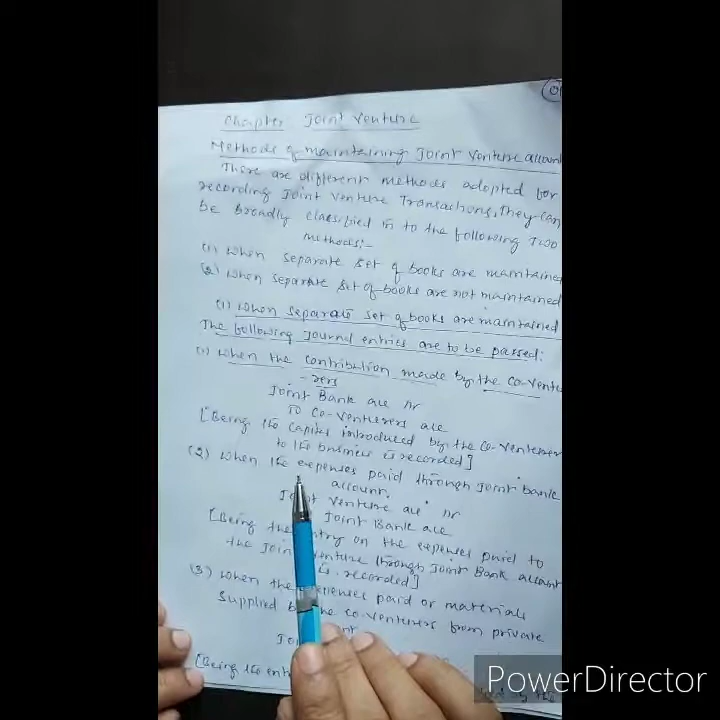 Chapter Joint Venture
Methods of maintaining Joint Venture account
There are different methods adopted for
recording Joint Venture Transactions, They can
be broadly classified in to the following Two
methods:-
(1) When separate set of books are maintained
(2) When separate set of books are not maintained
(1) When separate set of books are maintained
The following Journal entries are to be passed:
(1) When the contribution made by the co-ventu
-rers
Joint Bank a/c Dr
To Co-venturers a/c
[Being the capital introduced by the co-venturer
to the business is recorded]
(2) When the expenses paid through Joint bank
account.
Joint Venture a/c Dr
Joint Bank a/c
[Being the entry on the expenses paid to
the Joint venture through Joint Bank account
is recorded]
(3) When the expenses paid or materials
Supplied by the co-venturers from private
[Being the
PowerDirector